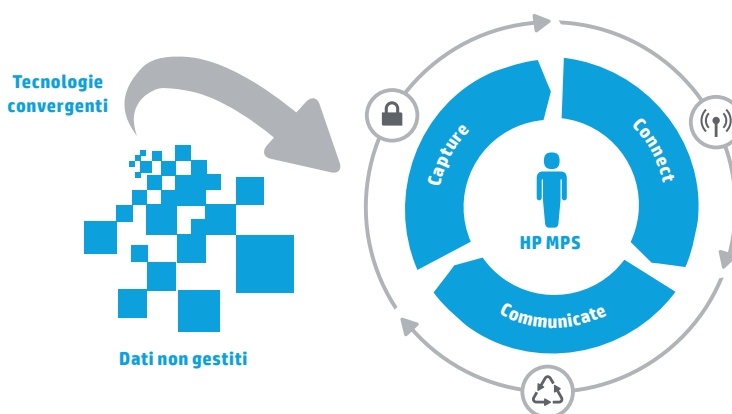 Tecnologie
convergenti
Dati non gestiti
Capture
Connect
HP MPS
Communicate